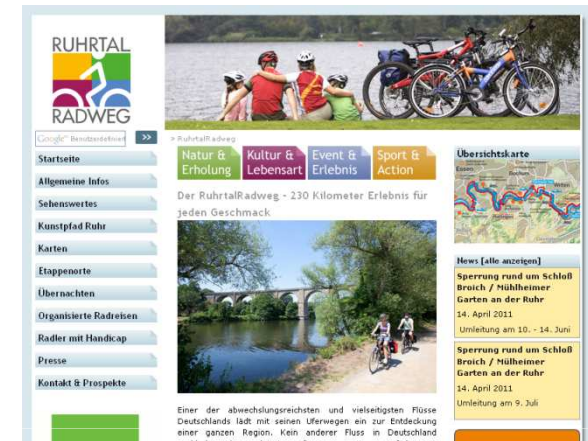 RUHRTAL
RADWEG
Google™ Benutzerdefiniert
>>
> RuhrtalRadweg
Startseite
Allgemeine Infos
Sehenswertes
Kunstpfad Ruhr
Karten
Etappenorte
Übernachten
Organisierte Radreisen
Radler mit Handicap
Presse
Kontakt & Prospekte
Natur &
Erholung
Kultur &
Lebensart
Event &
Erlebnis
Sport &
Action
Der RuhrtalRadweg - 230 Kilometer Erlebnis für
jeden Geschmack
Einer der abwechslungsreichsten und vielseitigsten Flüsse
Deutschlands lädt mit seinen Uferwegen ein zur Entdeckung
einer ganzen Region. Kein anderer Fluss in Deutschland
Übersichtskarte
Essen
Bochum
Witten
News [alle anzeigen]
Sperrung rund um Schloß
Broich / Mühlheimer
Garten an der Ruhr
14. April 2011
Umleitung am 10. - 14. Juni
Sperrung rund um Schloß
Broich / Mühlheimer
Garten an der Ruhr
14. April 2011
Umleitung am 9. Juli